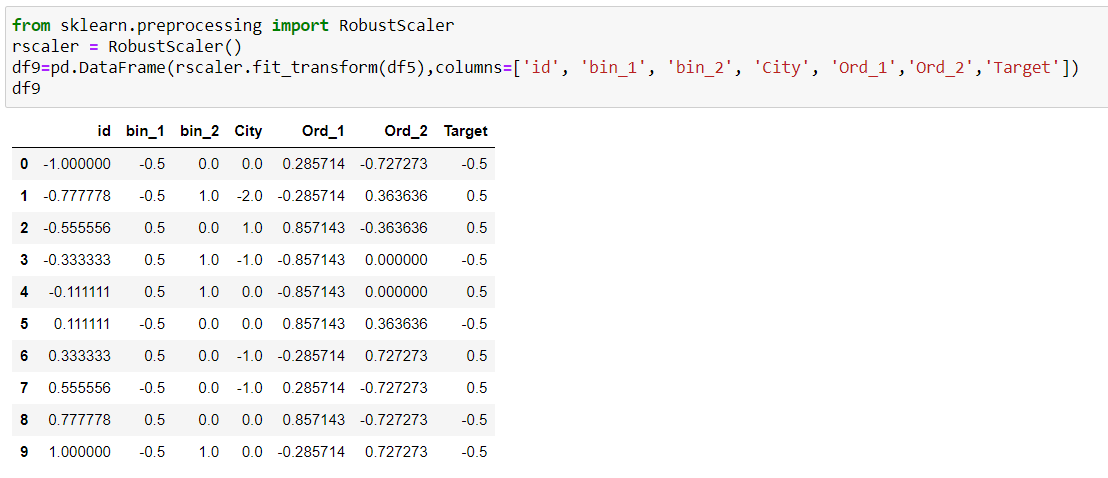 from sklearn.preprocessing import RobustScaler
rscaler = RobustScaler()
df9=pd.DataFrame(rscaler.fit_transform(df5),columns=['id', 'bin_1', 'bin_2', 'City', 'Ord_1','Ord_2','Target'])
df9
id bin_1 bin_2 City Ord_1 Ord_2 Target
0 -1.000000 -0.5 0.0 0.0 0.285714 -0.727273 -0.5
1 -0.777778 -0.5 1.0 -2.0 -0.285714 0.363636 0.5
2 -0.555556 0.5 0.0 1.0 0.857143 -0.363636 0.5
3 -0.333333 0.5 1.0 -1.0 -0.857143 0.000000 -0.5
4 -0.111111 0.5 1.0 0.0 -0.857143 0.000000 0.5
5 0.111111 -0.5 0.0 0.0 0.857143 0.363636 -0.5
6 0.333333 0.5 0.0 -1.0 -0.285714 0.727273 0.5
7 0.555556 -0.5 0.0 -1.0 0.285714 -0.727273 0.5
8 0.777778 0.5 0.0 0.0 0.857143 -0.727273 -0.5
9 1.000000 -0.5 1.0 0.0 -0.285714 0.727273 -0.5